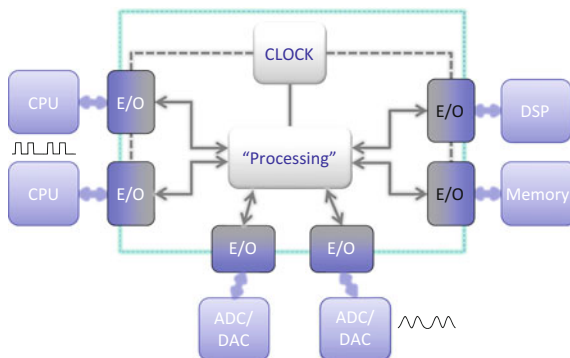 CLOCK
CPU
E/O
E/O
DSP
"Processing"
CPU
E/O
E/O
Memory
E/O
E/O
ADC/
DAC
ADC/
DAC